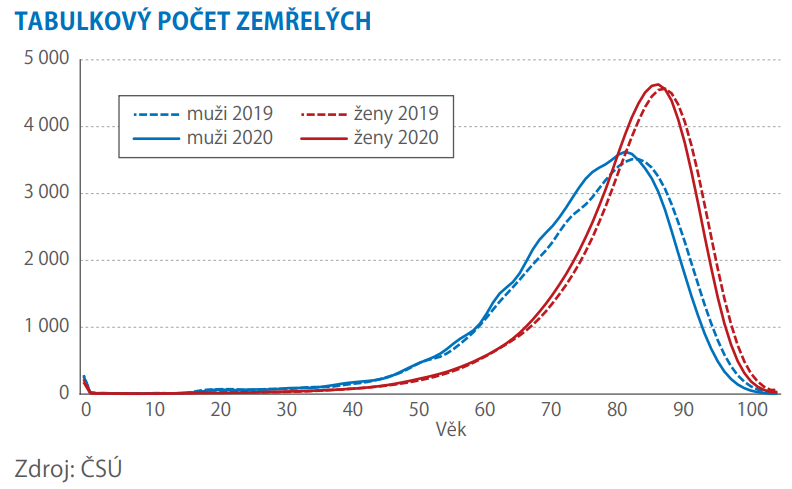 TABULKOVÝ POČET ZEMŘELÝCH
5 000
4 000
3 000
2 000
1 000
0
muži 2019
ženy 2019
muži 2020
ženy 2020
0 10 20 30 40 50 60 70 80 90 100
Věk
Zdroj: ČSÚ